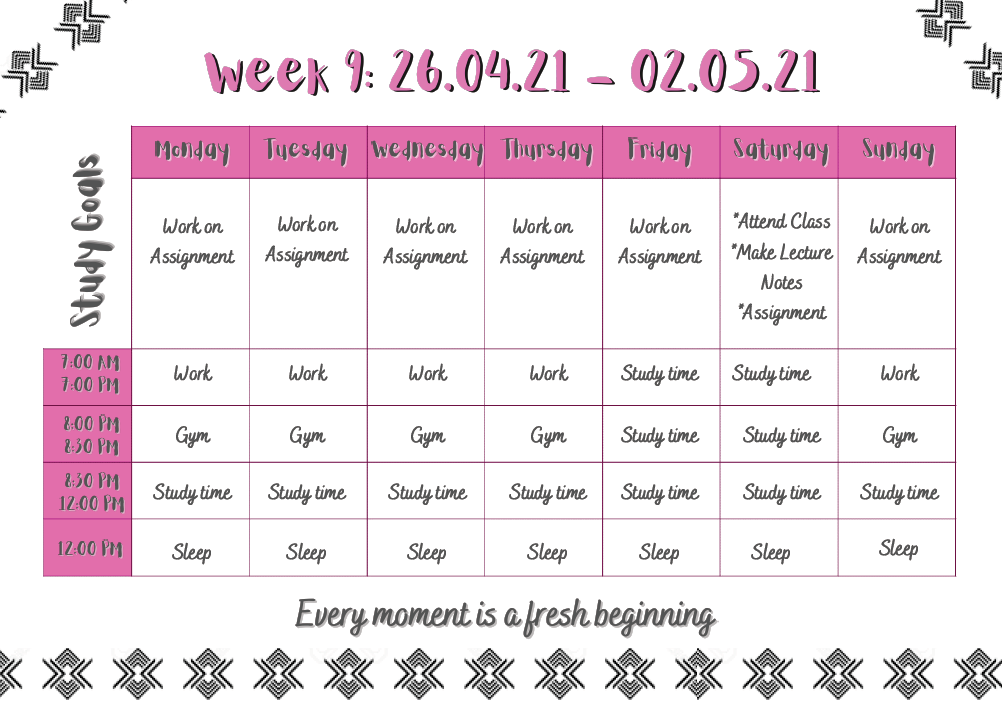 Week 9: 26.04.21 - 02.05.21
Study Goals
Monday Tuesday Wednesday Thursday Friday Saturday Sunday
Work on Work on Work on Work on Work on *Attend Class Work on
Assignment Assignment Assignment Assignment Assignment *Make Lecture Assignment
Notes
*Assignment
7:00 AM
7:00 PM
Work Work Work Work Study time Study time Work
8:00 PM
8:30 PM
Gym Gym Gym Gym Study time Study time Gym
8:30 PM
12:00 PM
Study time Study time Study time Study time Study time Study time Study time
12:00 PM
Sleep Sleep Sleep Sleep Sleep Sleep Sleep
Every moment is a fresh beginning